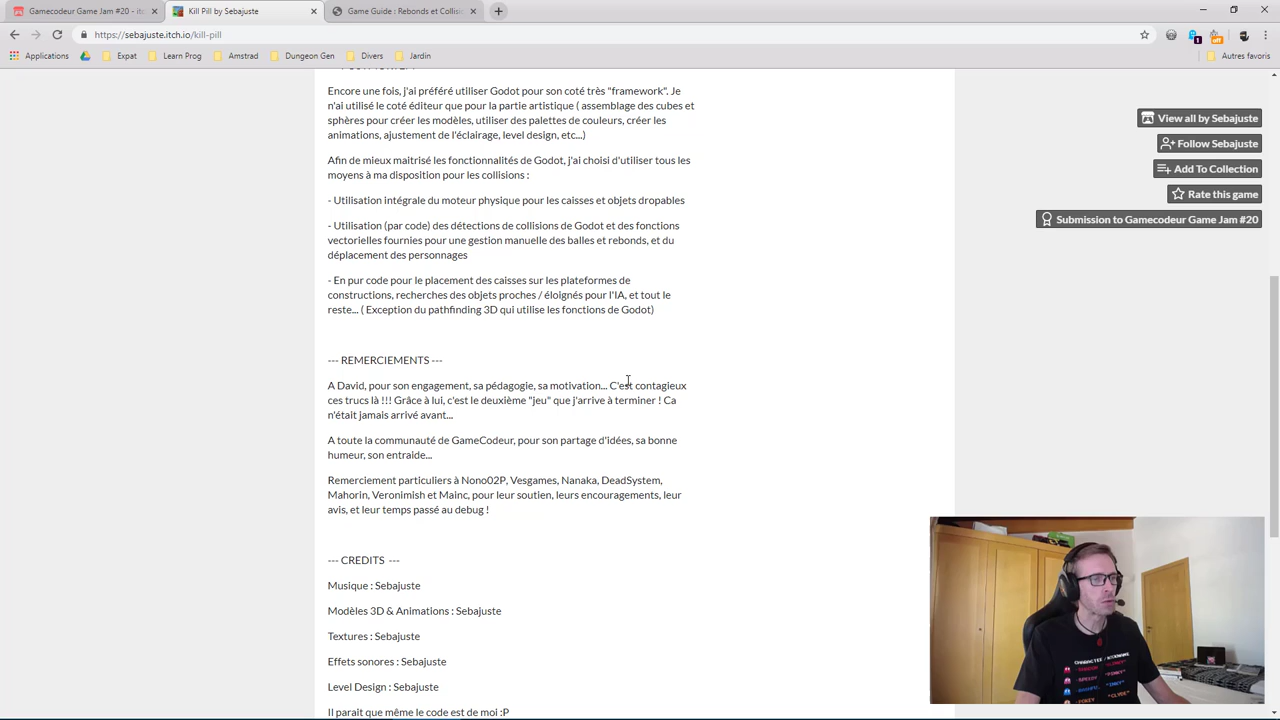 Gamecodeur Game Jam #20 - it
Kill Pill by Sebajuste
Game Guide : Rebonds et Collis
https://sebajuste.itch.io/kill-pill
Applications
Expat
Learn Prog
Amstrad
Dungeon Gen
Divers
Jardin
Autres favoris
Encore une fois, j'ai préféré utiliser Godot pour son coté très "framework". Je
n'ai utilisé le coté éditeur que pour la partie artistique ( assemblage des cubes et
sphères pour créer les modèles, utiliser des palettes de couleurs, créer les
animations, ajustement de l'éclairage, level design, etc...)
Afin de mieux maitrisé les fonctionnalités de Godot, j'ai choisi d'utiliser tous les
moyens à ma disposition pour les collisions :
- Utilisation intégrale du moteur physique pour les caisses et objets dropables
- Utilisation (par code) des détections de collisions de Godot et des fonctions
vectorielles fournies pour une gestion manuelle des balles et rebonds, et du
déplacement des personnages
- En pur code pour le placement des caisses sur les plateformes de
constructions, recherches des objets proches / éloignés pour l'IA, et tout le
reste... ( Exception du pathfinding 3D qui utilise les fonctions de Godot)
--- REMERCIEMENTS ---
A David, pour son engagement, sa pédagogie, sa motivation... C'est contagieux
ces trucs là !!! Grâce à lui, c'est le deuxième "jeu" que j'arrive à terminer ! Ca
n'était jamais arrivé avant...
A toute la communauté de GameCodeur, pour son partage d'idées, sa bonne
humeur, son entraide...
Remerciement particuliers à Nono02P, Vesgames, Nanaka, DeadSystem,
Mahorin, Veronimish et Mainc, pour leur soutien, leurs encouragements, leur
avis, et leur temps passé au debug !
--- CREDITS ---
Musique : Sebajuste
Modèles 3D & Animations : Sebajuste
Textures : Sebajuste
Effets sonores : Sebajuste
Level Design : Sebajuste
Il parait que même le code est de moi :P
View all by Sebajuste
Follow Sebajuste
Add To Collection
Rate this game
Submission to Gamecodeur Game Jam #20
CHARACTER / NICKNAME